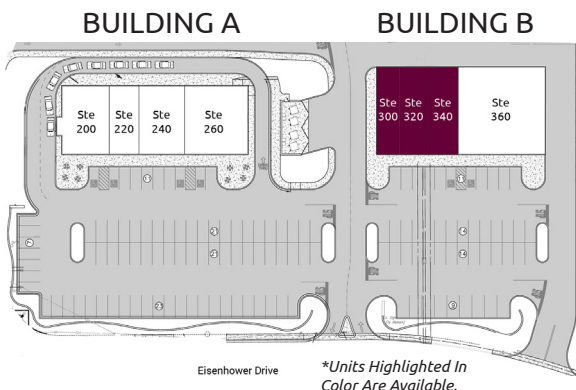 BUILDING A
BUILDING B
Ste
200
Ste
220
Ste
240
Ste
260
Ste
300
Ste
320
Ste
340
Ste
360
Eisenhower Drive
*Units Highlighted In
Color Are Available.